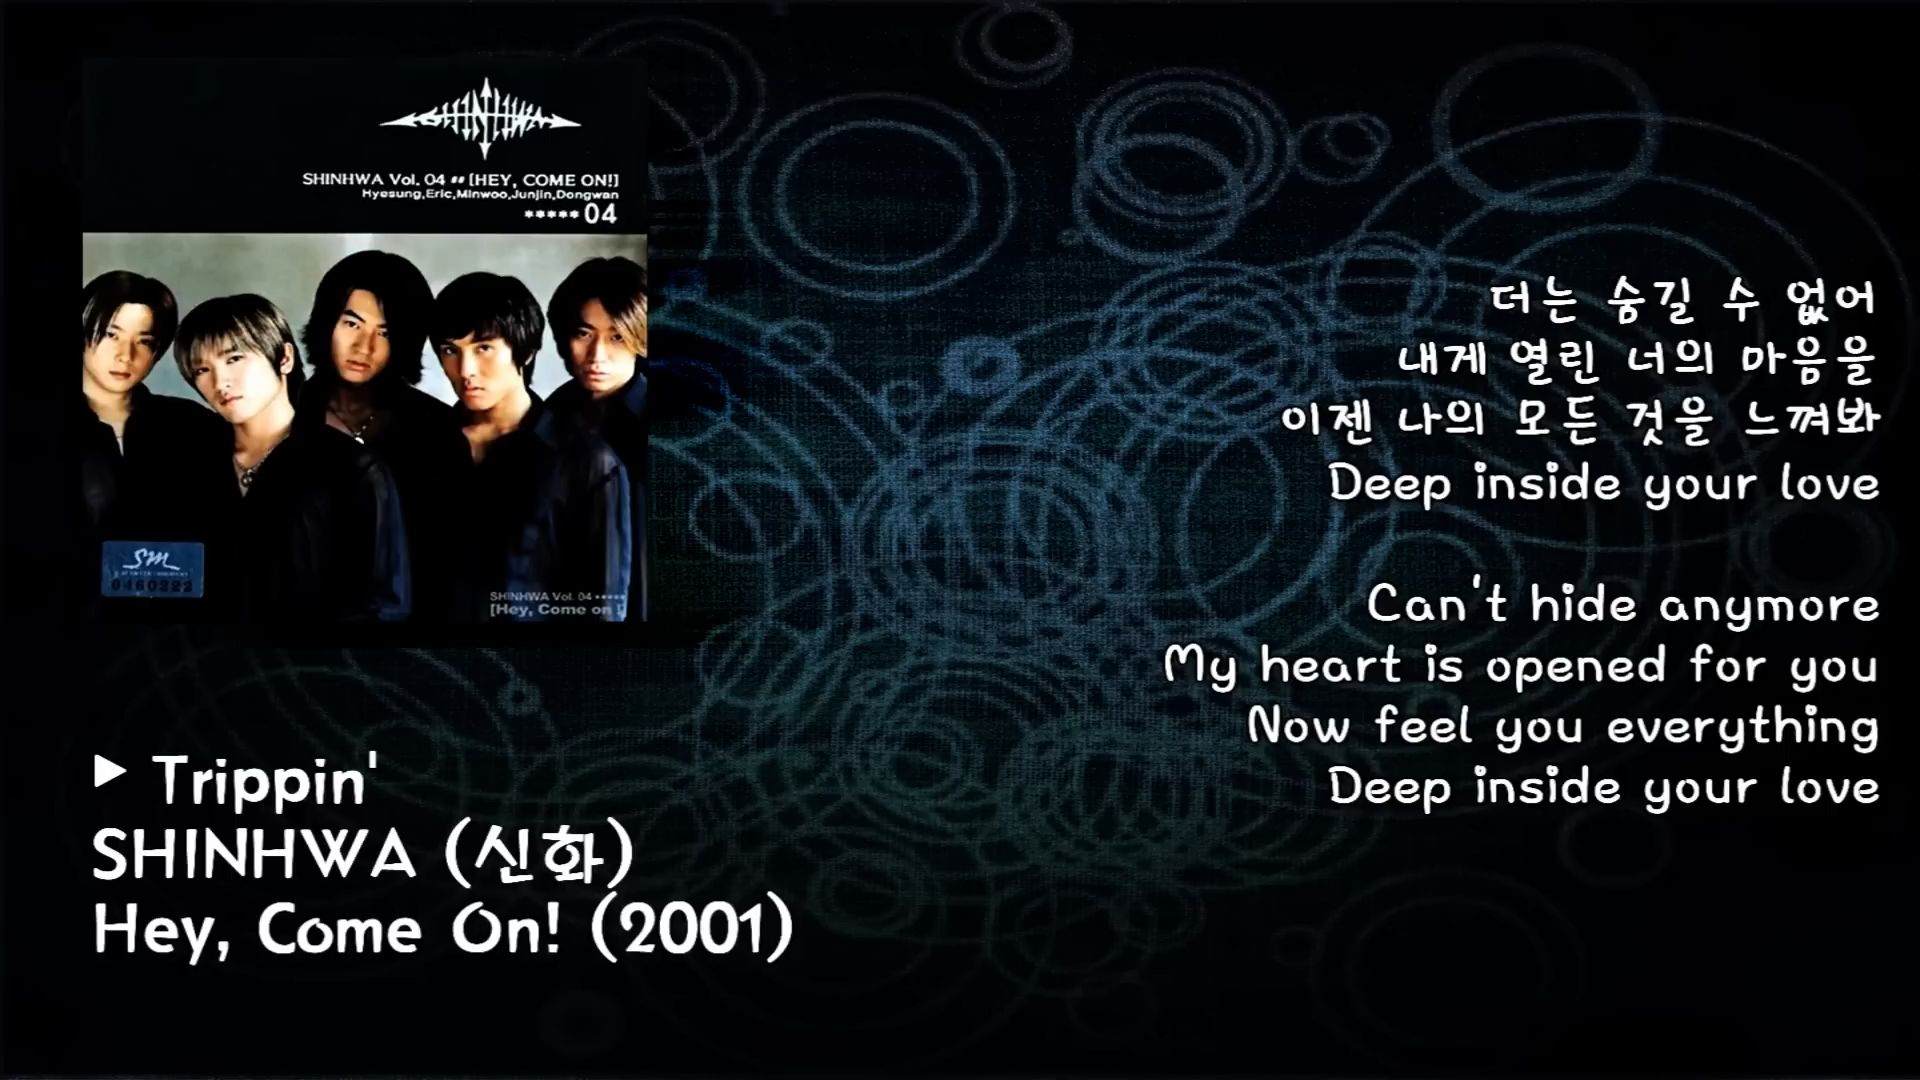 SHINHWA
SHINHWA Vol. 04 [HEY, COME ON!]
Hyesung,Eric,Minwoo,Junjin,Dongwan
*****04
SM
0460222
SHINHWA Vol. 04 *****
[Hey, Come on !]
더는 숨길 수 없어
내게 열린 너의 마음을
이젠 나의 모든 것을 느껴봐
Deep inside your love
Can't hide anymore
My heart is opened for you
Now feel you everything
Deep inside your love
▶ Trippin'
SHINHWA (신화)
Hey, Come On! (2001)